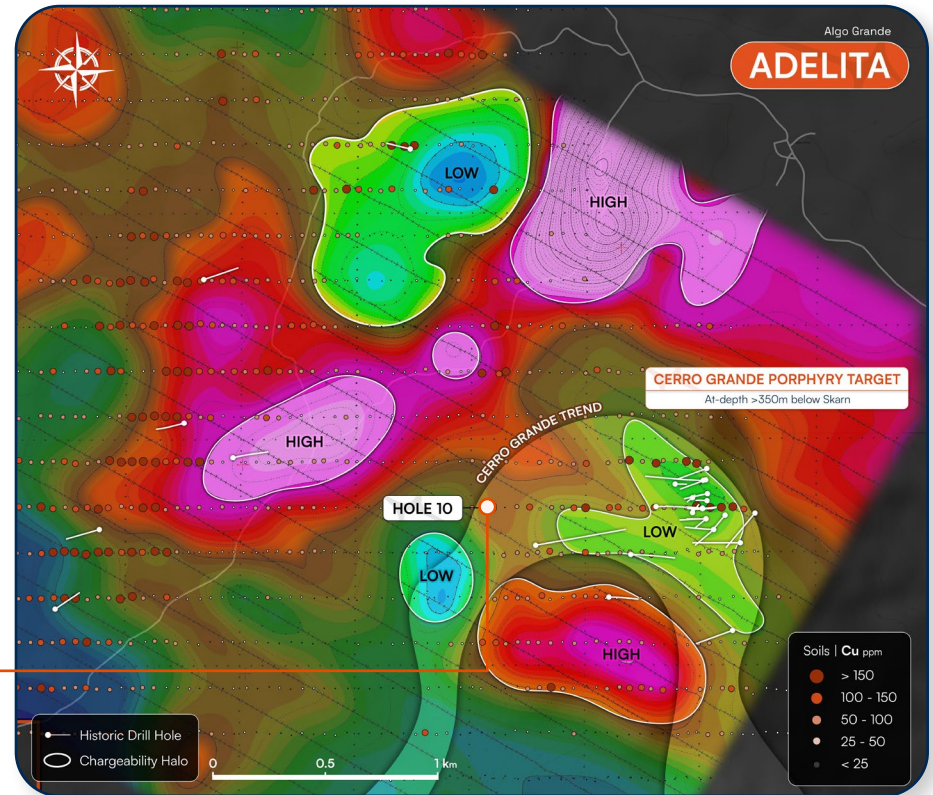 Algo Grande
ADELITA
LOW
HIGH
CERRO GRANDE PORPHYRY TARGET
At-depth >350m below Skarn
CERRO GRANDE TREND
HIGH
HOLE 10
LOW
LOW
HIGH
Soils | Cu ppm
> 150
100 - 150
50 - 100
25 - 50
< 25
Historic Drill Hole
Chargeability Halo
0 0.5 1 km